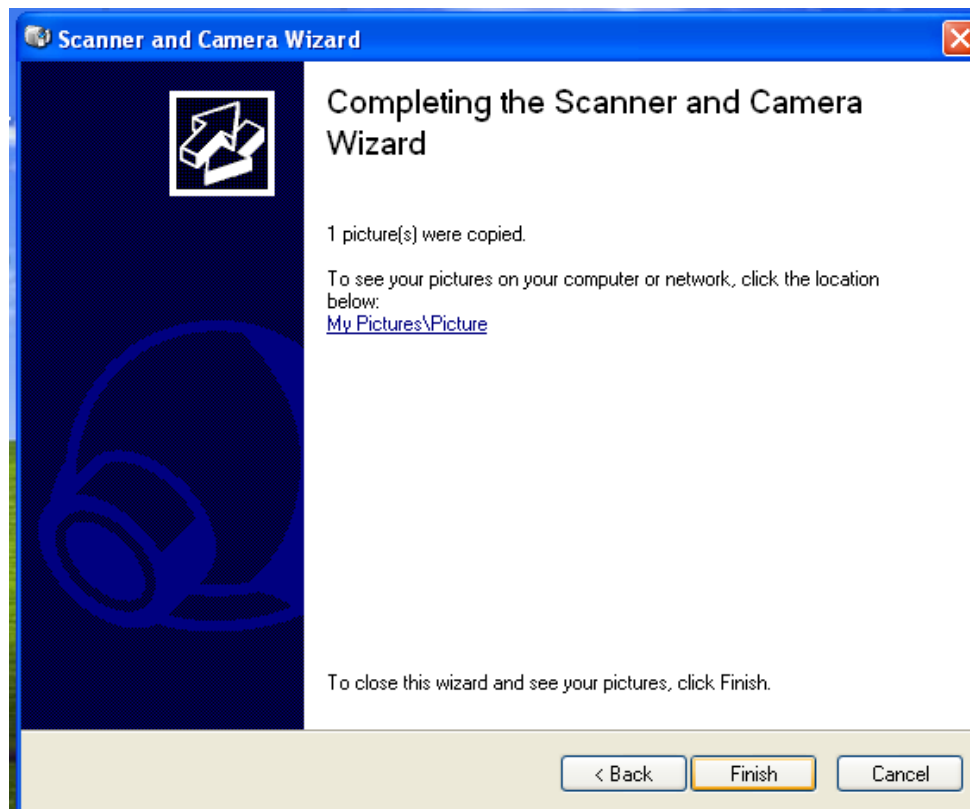 Scanner and Camera Wizard
Completing the Scanner and Camera
Wizard
1 picture(s) were copied.
To see your pictures on your computer or network, click the location
below:
My Pictures\Picture
To close this wizard and see your pictures, click Finish.
< Back Finish Cancel